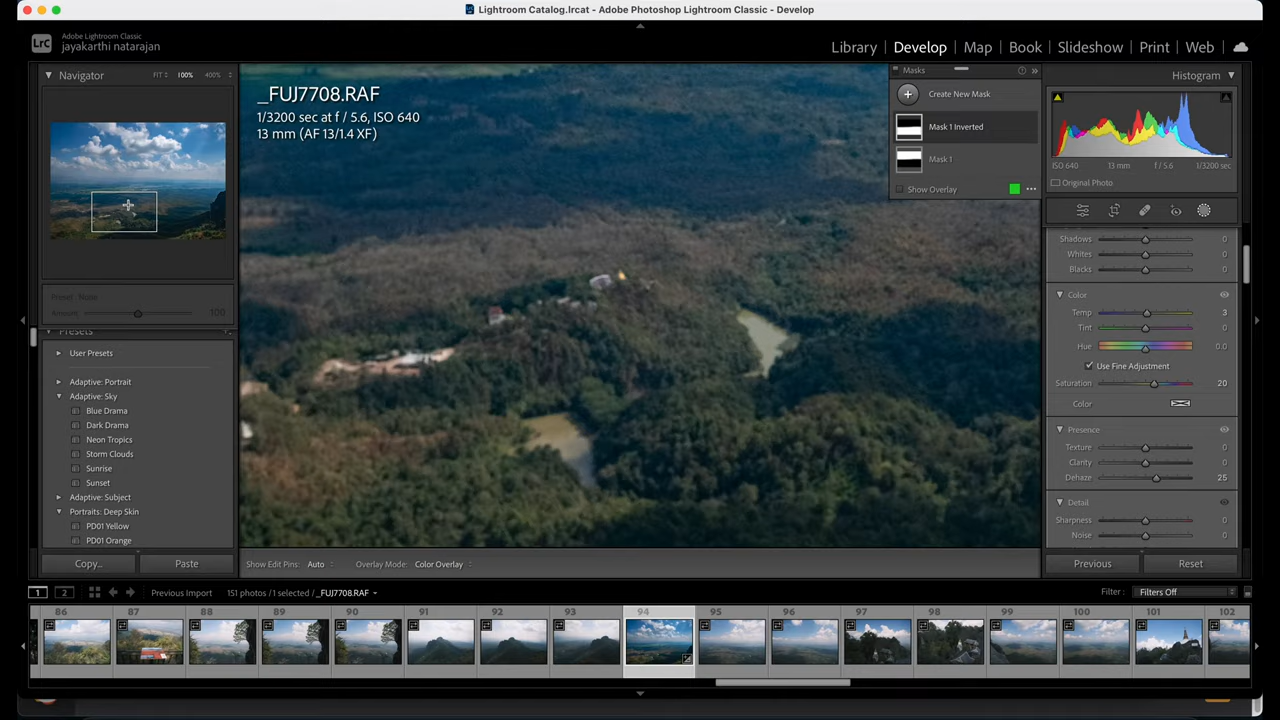 Lightroom Catalog.lrcat - Adobe Photoshop Lightroom Classic - Develop
LrC
Adobe Lightroom Classic
jayakarthi natarajan
Library | Develop | Map | Book | Slideshow | Print | Web
Navigator
FIT
100%
400%
Preset: None
Amount
100
Presets
User Presets
Adaptive: Portrait
Adaptive: Sky
Blue Drama
Dark Drama
Neon Tropics
Storm Clouds
Sunrise
Sunset
Adaptive: Subject
Portraits: Deep Skin
PD01 Yellow
PD01 Orange
Copy...
Paste
_FUJ7708.RAF
1/3200 sec at f / 5.6, ISO 640
13 mm (AF 13/1.4 XF)
Masks
Create New Mask
Mask 1 Inverted
Mask 1
Show Overlay
Show Edit Pins: Auto
Overlay Mode: Color Overlay
Histogram
ISO 640
13 mm
f / 5.6
1/3200 sec
Original Photo
Shadows 0
Whites 0
Blacks 0
Color
Temp 3
Tint 0
Hue 0.0
Use Fine Adjustment
Saturation 20
Color
Presence
Texture 0
Clarity 0
Dehaze 25
Detail
Sharpness 0
Noise 0
Previous
Reset
1
2
Previous Import
151 photos / 1 selected / _FUJ7708.RAF
Filter :
Filters Off
86 87 88 89 90 91 92 93 94 95 96 97 98 99 100 101 102